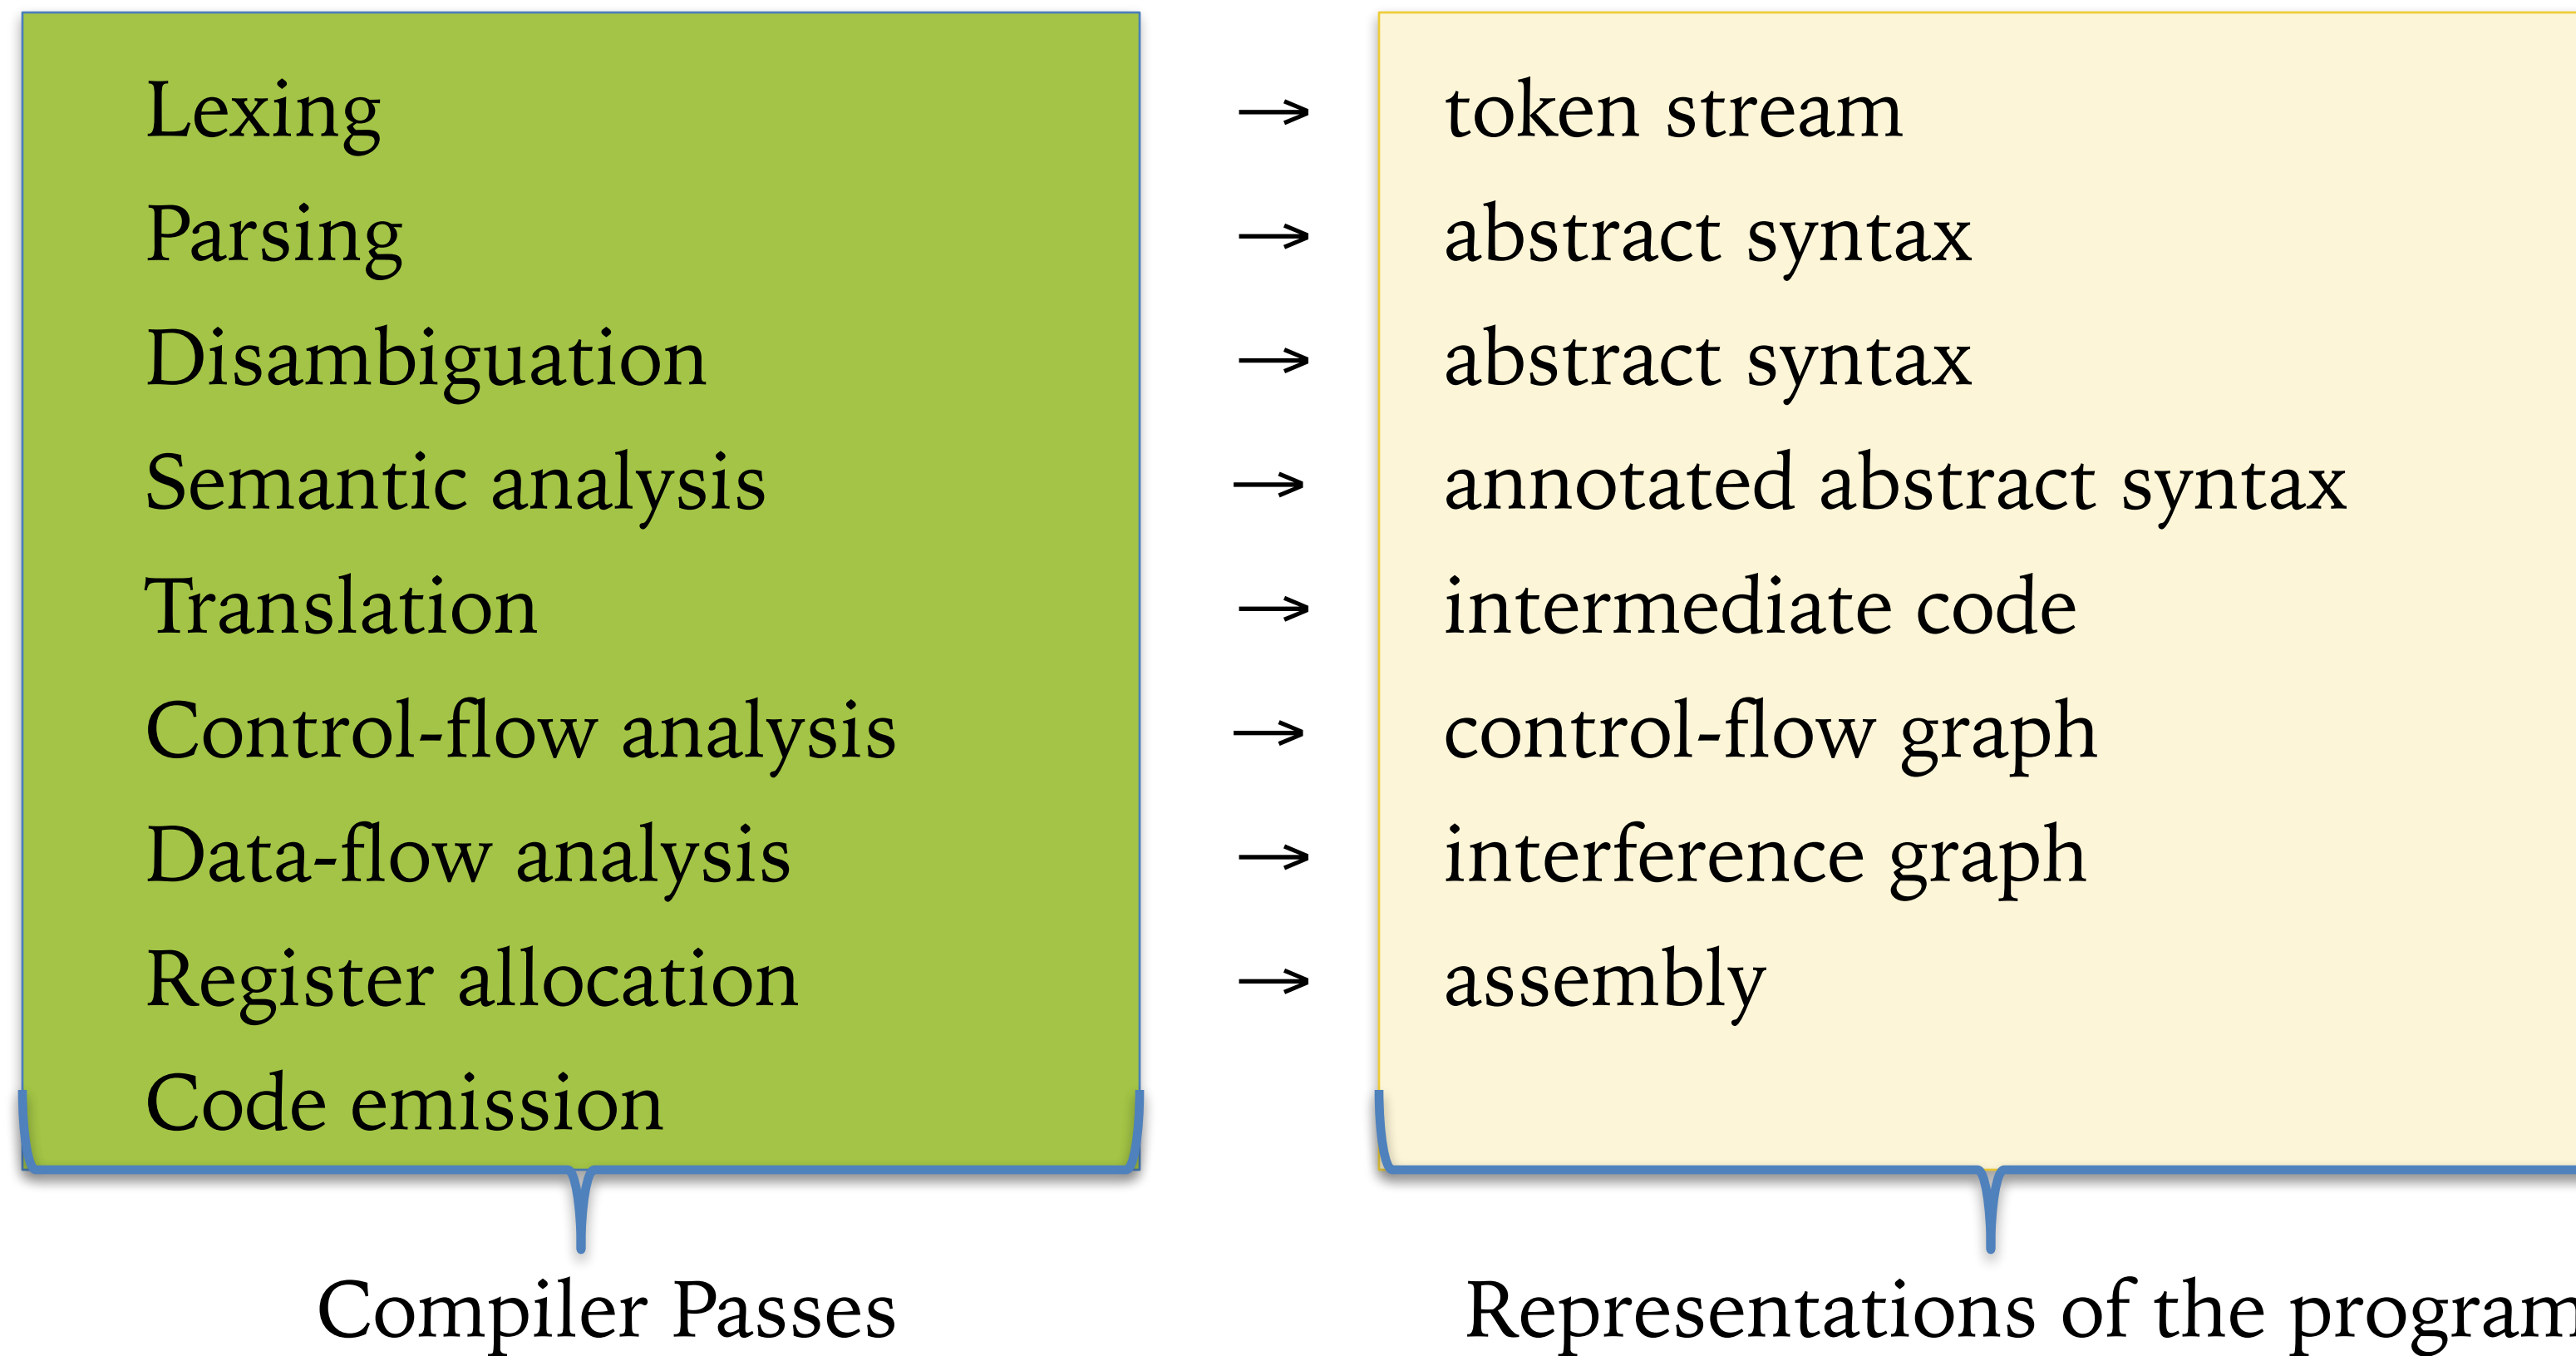 Lexing → token stream
Parsing → abstract syntax
Disambiguation → abstract syntax
Semantic analysis → annotated abstract syntax
Translation → intermediate code
Control-flow analysis → control-flow graph
Data-flow analysis → interference graph
Register allocation → assembly
Code emission
Compiler Passes Representations of the program